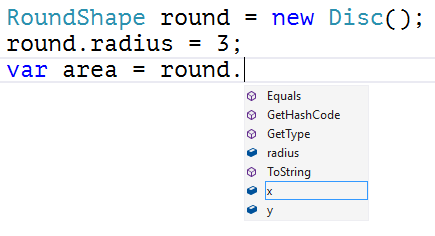 RoundShape round = new Disc();
round.radius = 3;
var area = round.
Equals
GetHashCode
GetType
radius
ToString
x
y